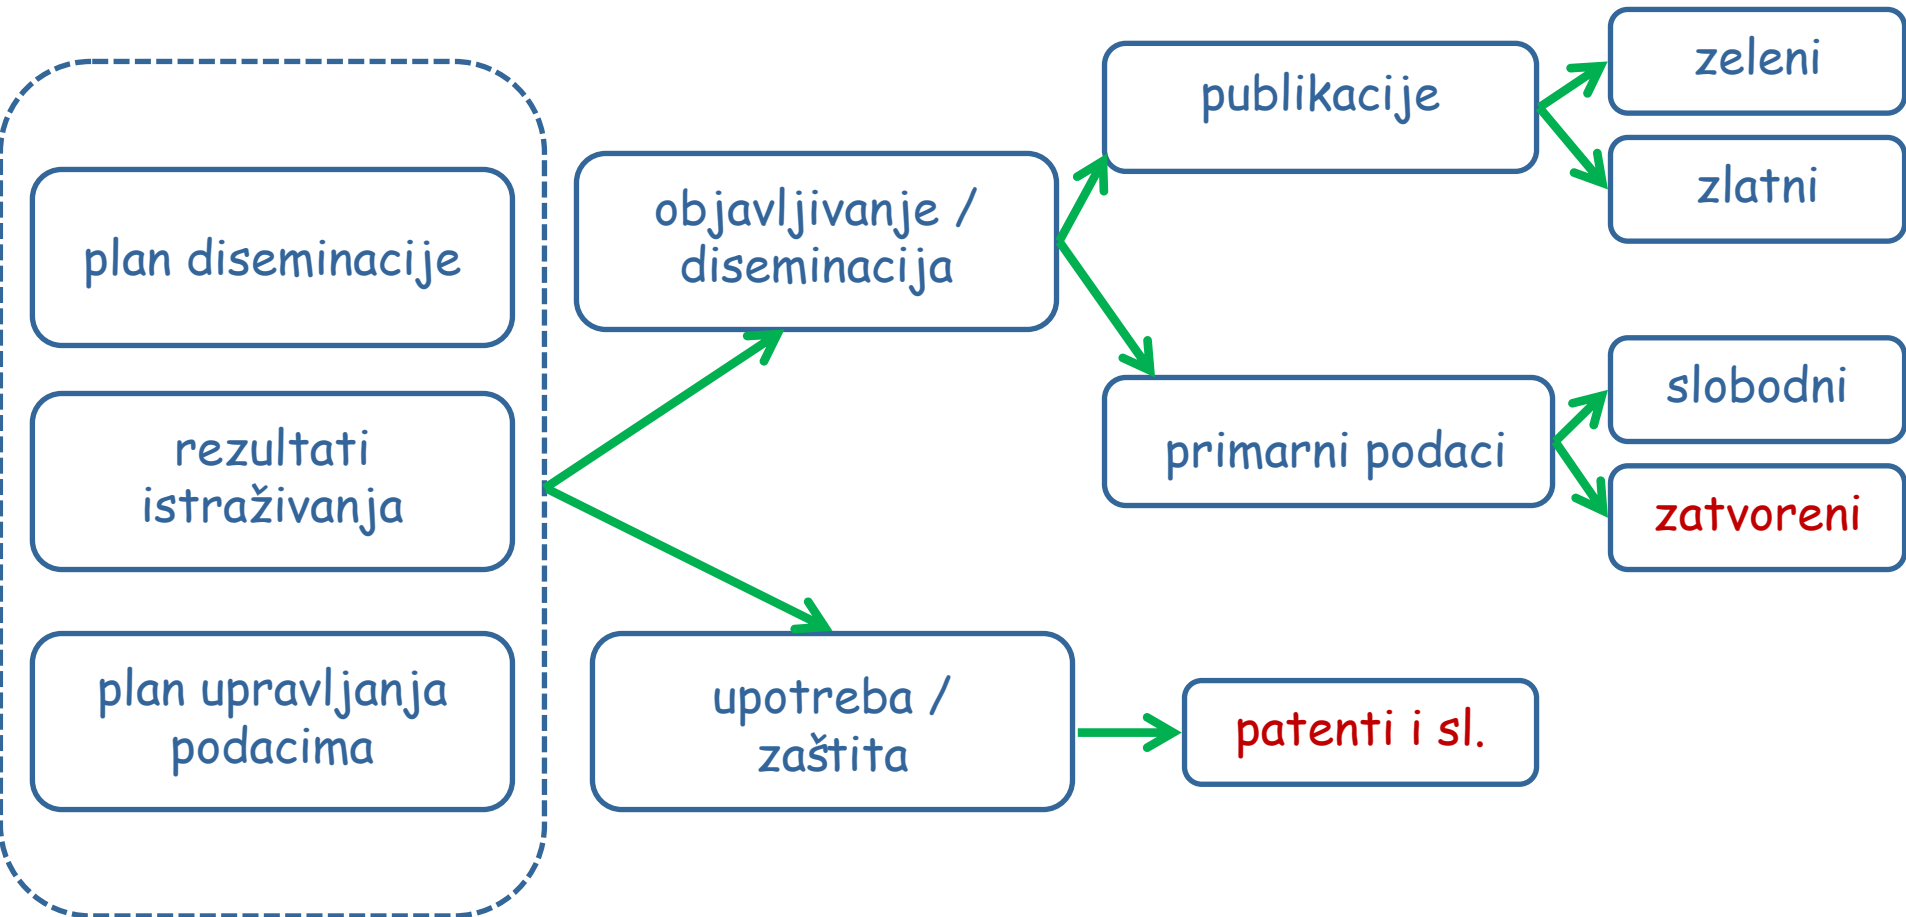 plan diseminacije
rezultati
istraživanja
plan upravljanja
podacima
objavljivanje /
diseminacija
upotreba /
zaštita
publikacije
primarni podaci
patenti i sl.
zeleni
zlatni
slobodni
zatvoreni